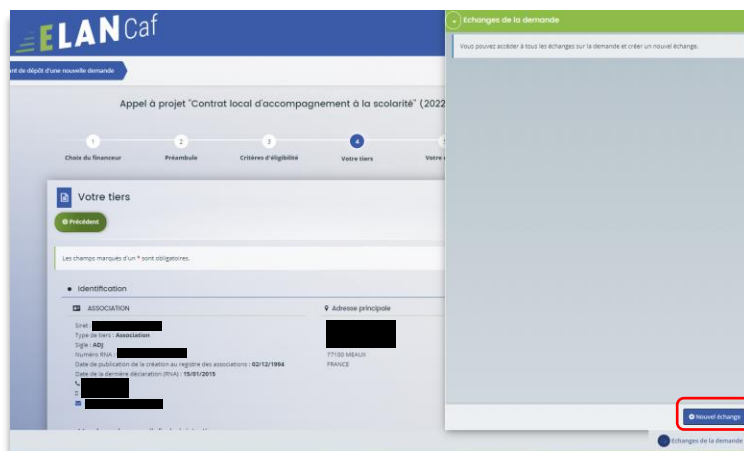 ELAN Caf
Echanges de la demande
Vous pouvez accéder à tous les échanges sur la demande et créer un nouvel échange.
nt de dépôt d'une nouvelle demande
Appel à projet "Contrat local d'accompagnement à la scolarité" (2022
1
2
3
4
Choix du financeur
Préambule
Critères d'éligibilité
Votre tiers
Votre
Votre tiers
Précédent
Les champs marqués d'un * sont obligatoires.
Identification
ASSOCIATION
Adresse principale
Siret :
Type de tiers : Association
Sigle : ADJ
Numéro RNA :
Date de publication de la création au registre des associations : 02/12/1994
Date de la dernière déclaration (RNA) : 15/01/2015
77100 MEAUX
FRANCE
Nouvel échange
Echanges de la demande